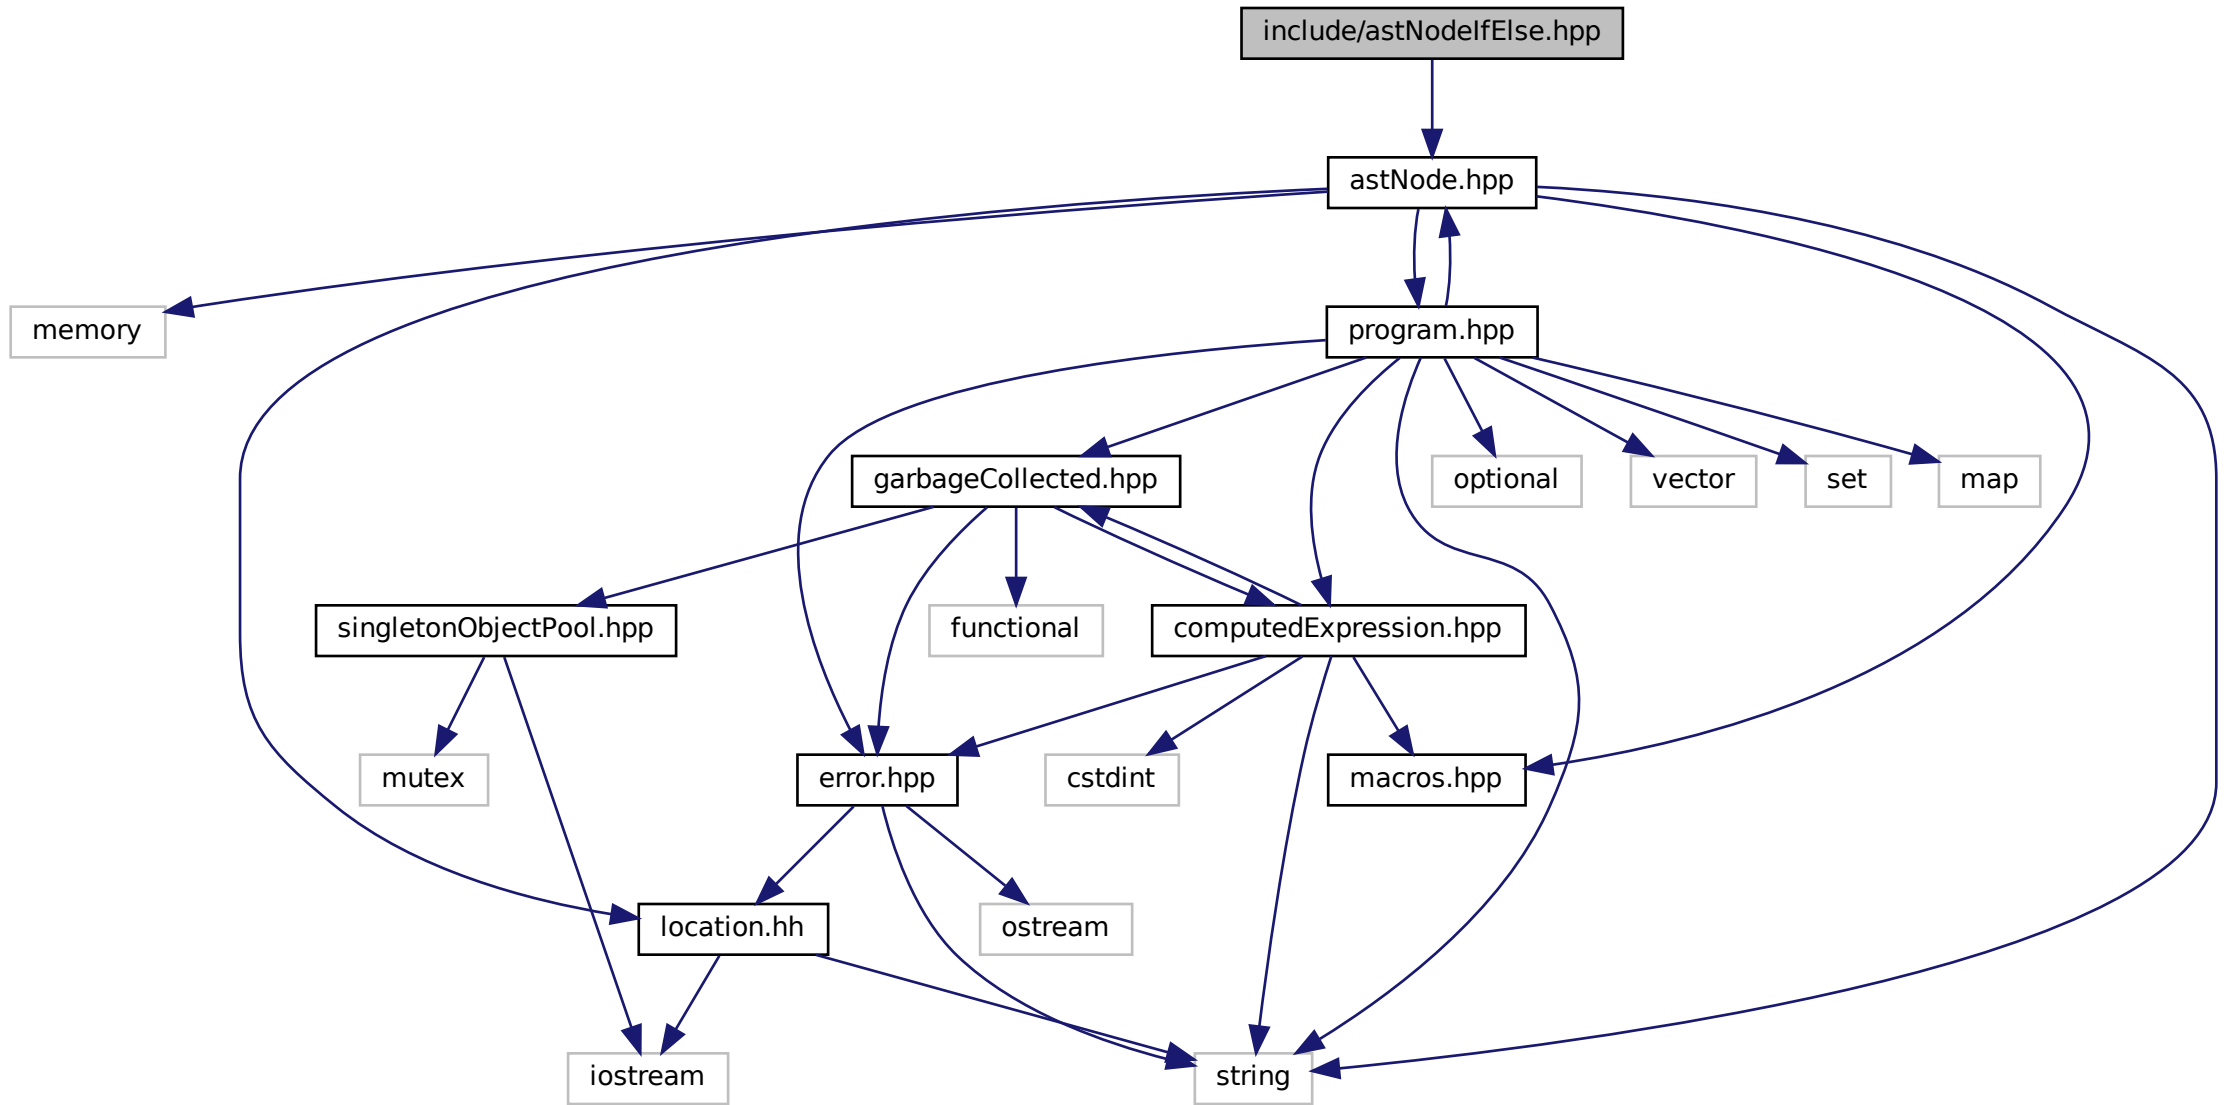 include/astNodeIfElse.hpp
astNode.hpp
memory
program.hpp
garbageCollected.hpp
optional
vector
set
map
singletonObjectPool.hpp
functional
computedExpression.hpp
mutex
error.hpp
cstdint
macros.hpp
location.hh
ostream
iostream
string